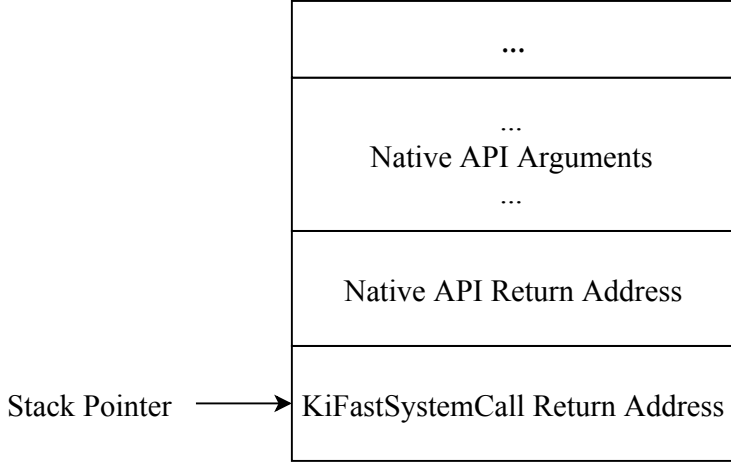 ...
...
Native API Arguments
...
Native API Return Address
Stack Pointer
KiFastSystemCall Return Address